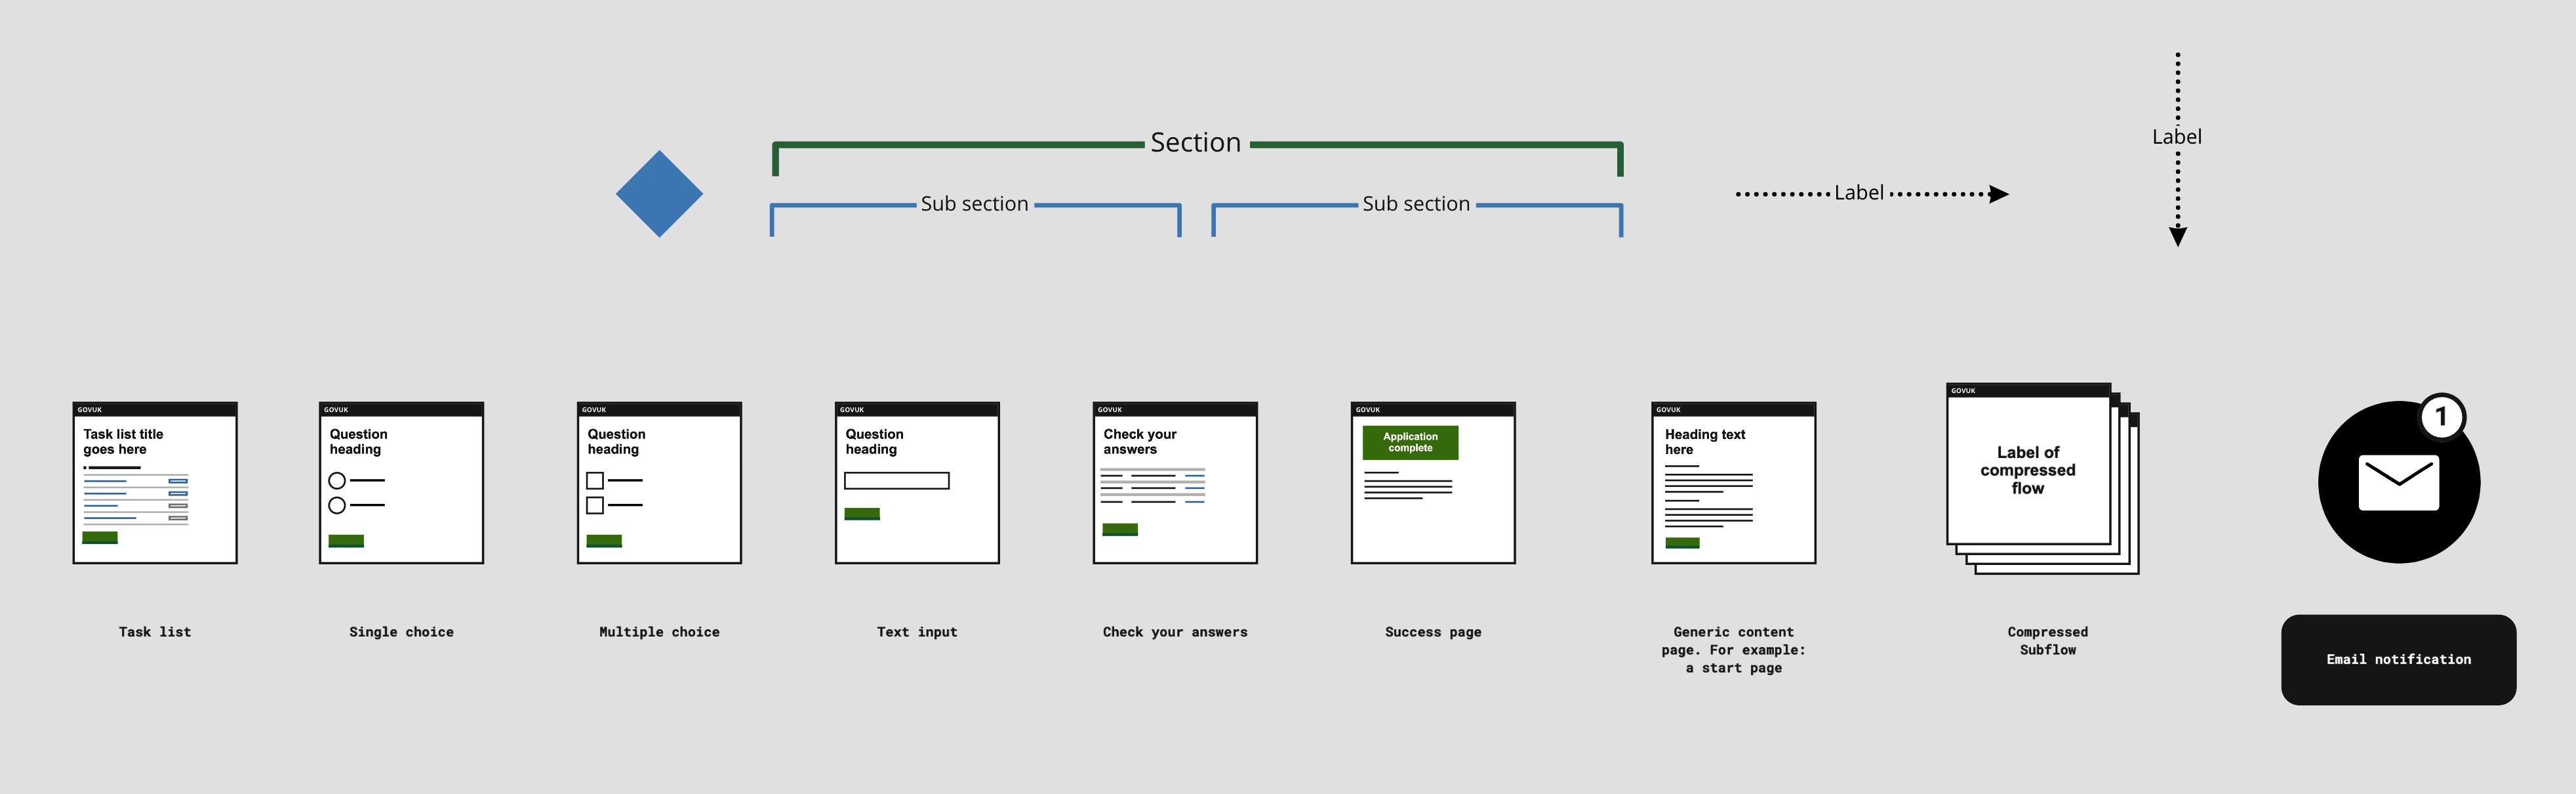 Label
Section
Label
Sub section
Sub section
GOVUK
Task list title
goes here
GOVUK
Question
heading
GOVUK
Question
heading
GOVUK
Question
heading
GOVUK
Check your
answers
GOVUK
Application
complete
GOVUK
Heading text
here
GOVUK
Label of
compressed
flow
1
Task list
Single choice
Multiple choice
Text input
Check your answers
Success page
Generic content
page. For example:
a start page
Compressed
Subflow
Email notification